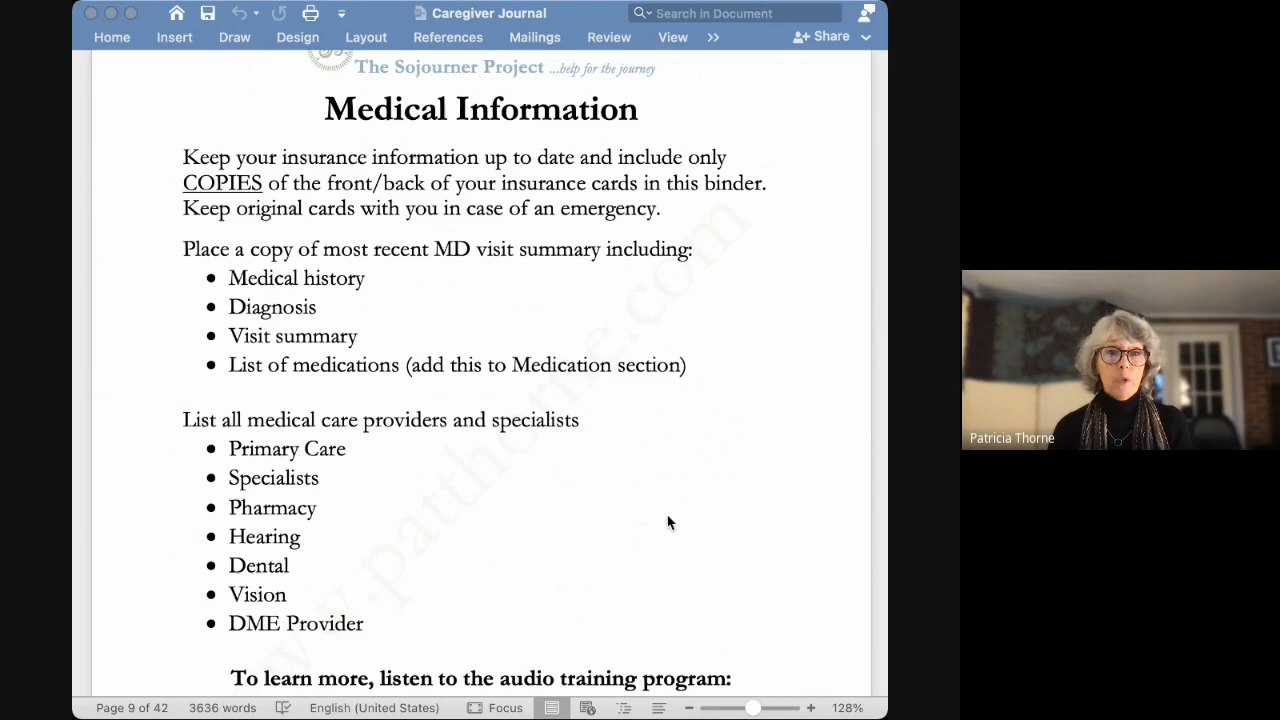 Caregiver Journal
Search in Document
Home Insert Draw Design Layout References Mailings Review View >> Share
The Sojourner Project ...help for the journey
Medical Information
Keep your insurance information up to date and include only
COPIES of the front/back of your insurance cards in this binder.
Keep original cards with you in case of an emergency.
Place a copy of most recent MD visit summary including:
• Medical history
• Diagnosis
• Visit summary
• List of medications (add this to Medication section)
List all medical care providers and specialists
• Primary Care
• Specialists
• Pharmacy
• Hearing
• Dental
• Vision
• DME Provider
To learn more, listen to the audio training program:
www.patthorne.com
Page 9 of 42 3636 words English (United States) Focus 128%
Patricia Thorne